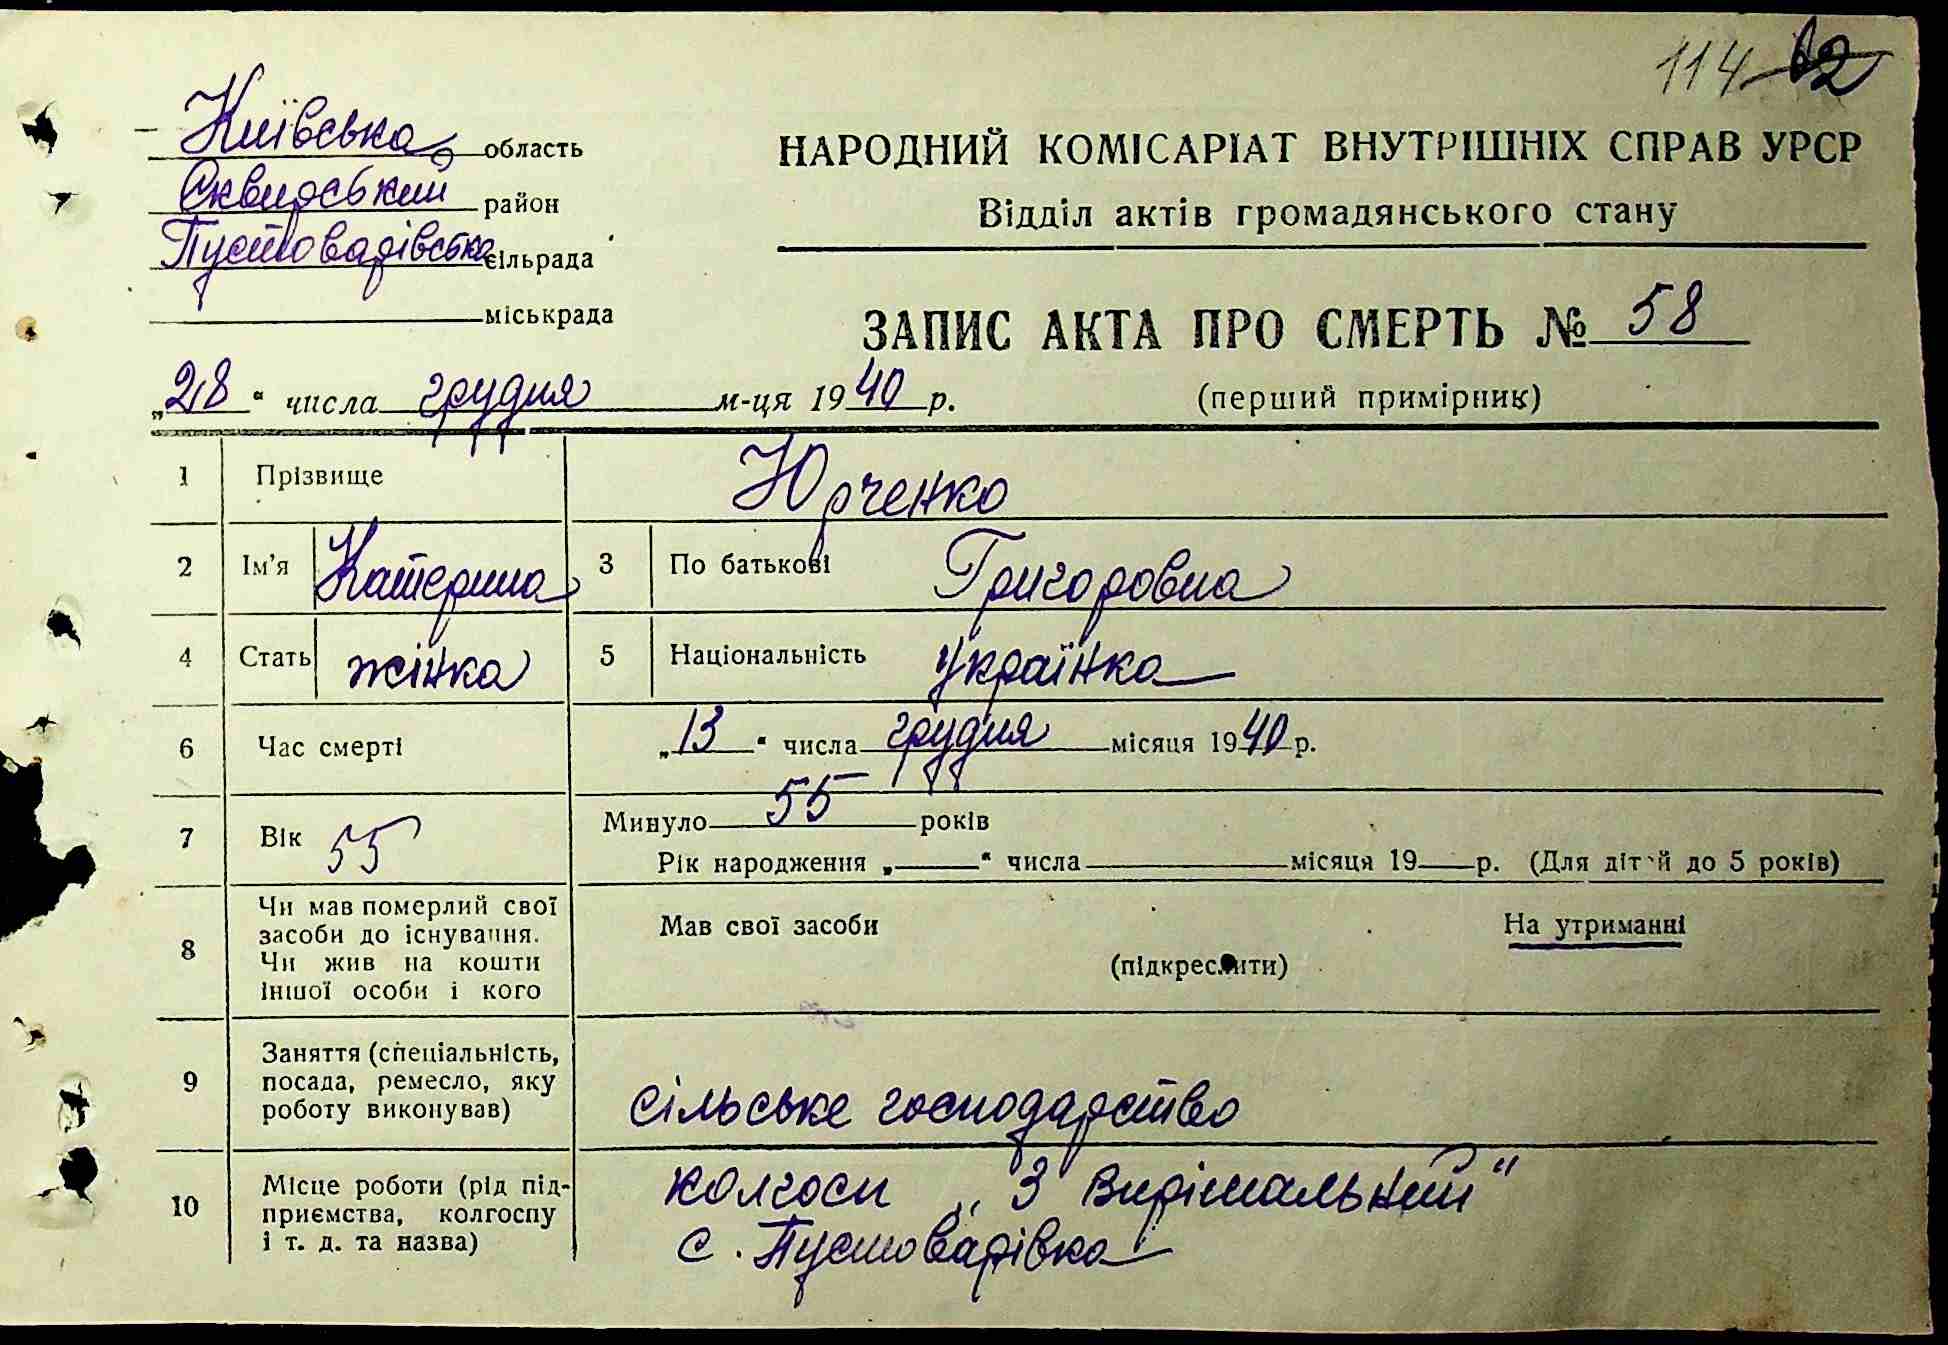 114 62
Київська область
Сквирський район
Пустоварівська сільрада
міськрада
НАРОДНИЙ КОМІСАРІАТ ВНУТРІШНІХ СПРАВ УРСР
Відділ актів громадянського стану
ЗАПИС АКТА ПРО СМЕРТЬ № 58
(перший примірник)
„28“ числа грудня м-ця 1940 р.
1 Прізвище Юрченко
2 Ім’я Катерина 3 По батькові Григоровна
4 Стать жінка 5 Національність українка
6 Час смерті „13“ числа грудня місяця 1940 р.
7 Вік 55 Минуло 55 років
Рік народження „ “ числа місяця 19 р. (Для дітей до 5 років)
8 Чи мав померлий свої
засоби до існування.
Чи жив на кошти
іншої особи і кого
Мав свої засоби На утриманні
(підкреслити)
9 Заняття (спеціальність,
посада, ремесло, яку
роботу виконував)
сільське господарство
10 Місце роботи (рід під-
приємства, колгоспу
і т. д. та назва)
колгосп „3 Вирішальний“
с. Пустоварівка